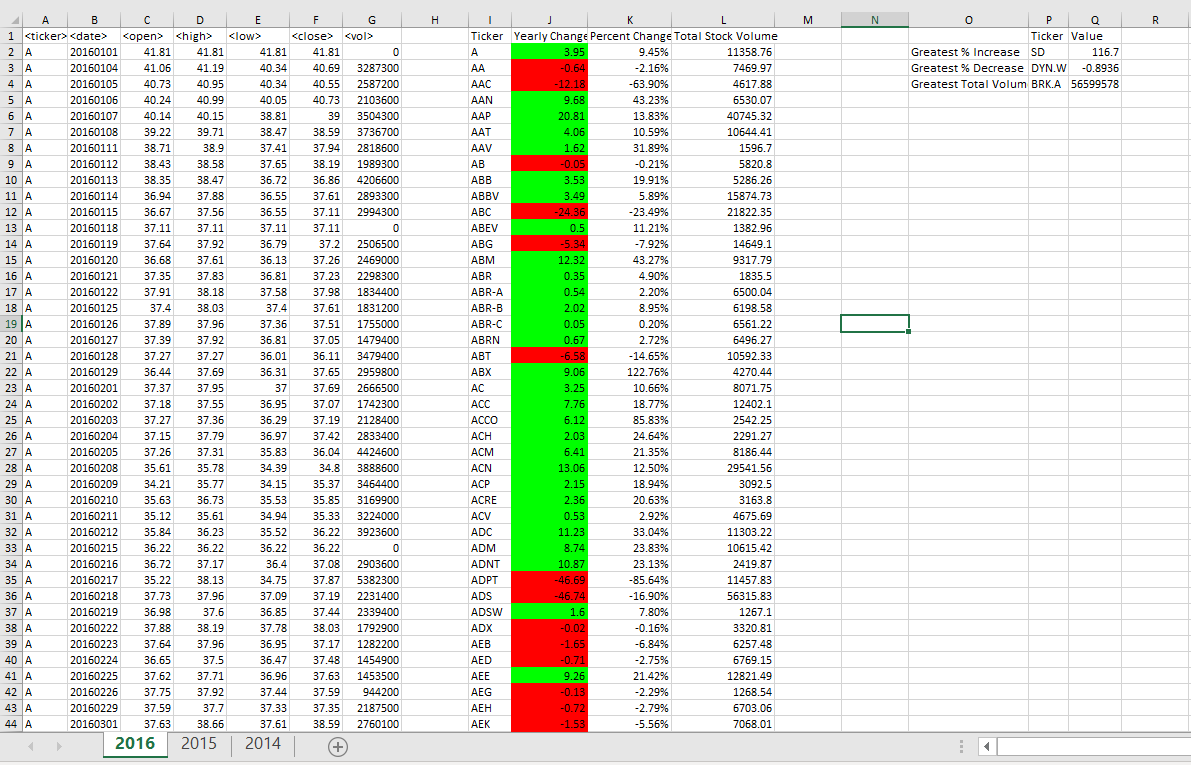 A B C D E F G H I J K L M N O P Q R
1 <ticker> <date> <open> <high> <low> <close> <vol> Ticker Yearly Change Percent Change Total Stock Volume Ticker Value
2 A 20160101 41.81 41.81 41.81 41.81 0 A 3.95 9.45% 11358.76 Greatest % Increase SD 116.7
3 A 20160104 41.06 41.19 40.34 40.69 3287300 AA -0.64 -2.16% 7469.97 Greatest % Decrease DYN.W -0.8936
4 A 20160105 40.73 40.95 40.34 40.55 2587200 AAC -12.18 -63.90% 4617.88 Greatest Total Volum BRK.A 56599578
5 A 20160106 40.24 40.99 40.05 40.73 2103600 AAN 9.68 43.23% 6530.07
6 A 20160107 40.14 40.15 38.81 39 3504300 AAP 20.81 13.83% 40745.32
7 A 20160108 39.22 39.71 38.47 38.59 3736700 AAT 4.06 10.59% 10644.41
8 A 20160111 38.71 38.9 37.41 37.94 2818600 AAV 1.62 31.89% 1596.7
9 A 20160112 38.43 38.58 37.65 38.19 1989300 AB -0.05 -0.21% 5820.8
10 A 20160113 38.35 38.47 36.72 36.86 4206600 ABB 3.53 19.91% 5286.26
11 A 20160114 36.94 37.88 36.55 37.61 2893300 ABBV 3.49 5.89% 15874.73
12 A 20160115 36.67 37.56 36.55 37.11 2994300 ABC -24.36 -23.49% 21822.35
13 A 20160118 37.11 37.11 37.11 37.11 0 ABEV 0.5 11.21% 1382.96
14 A 20160119 37.64 37.92 36.79 37.2 2506500 ABG -5.34 -7.92% 14649.1
15 A 20160120 36.68 37.61 36.13 37.26 2469000 ABM 12.32 43.27% 9317.79
16 A 20160121 37.35 37.83 36.81 37.23 2298300 ABR 0.35 4.90% 1835.5
17 A 20160122 37.91 38.18 37.58 37.98 1834400 ABR-A 0.54 2.20% 6500.04
18 A 20160125 37.4 38.03 37.4 37.61 1831200 ABR-B 2.02 8.95% 6198.58
19 A 20160126 37.89 37.96 37.36 37.51 1755000 ABR-C 0.05 0.20% 6561.22
20 A 20160127 37.39 37.92 36.81 37.05 1479400 ABRN 0.67 2.72% 6496.27
21 A 20160128 37.27 37.27 36.01 36.11 3479400 ABT -6.58 -14.65% 10592.33
22 A 20160129 36.44 37.69 36.31 37.65 2959800 ABX 9.06 122.76% 4270.44
23 A 20160201 37.37 37.95 37 37.69 2666500 AC 3.25 10.66% 8071.75
24 A 20160202 37.18 37.55 36.95 37.07 1742300 ACC 7.76 18.77% 12402.1
25 A 20160203 37.27 37.36 36.29 37.19 2128400 ACCO 6.12 85.83% 2542.25
26 A 20160204 37.15 37.79 36.97 37.42 2833400 ACH 2.03 24.64% 2291.27
27 A 20160205 37.26 37.31 35.83 36.04 4424600 ACM 6.41 21.35% 8186.44
28 A 20160208 35.61 35.78 34.39 34.8 3888600 ACN 13.06 12.50% 29541.56
29 A 20160209 34.21 35.77 34.15 35.37 3464400 ACP 2.15 18.94% 3092.5
30 A 20160210 35.63 36.73 35.53 35.85 3169900 ACRE 2.36 20.63% 3163.8
31 A 20160211 35.12 35.61 34.94 35.33 3224000 ACV 0.53 2.92% 4675.69
32 A 20160212 35.84 36.23 35.52 36.22 3923600 ADC 11.23 33.04% 11303.22
33 A 20160215 36.22 36.22 36.22 36.22 0 ADM 8.74 23.83% 10615.42
34 A 20160216 36.72 37.17 36.4 37.08 2903600 ADNT 10.87 23.13% 2419.87
35 A 20160217 35.22 38.13 34.75 37.87 5382300 ADPT -46.69 -85.64% 11457.83
36 A 20160218 37.73 37.96 37.09 37.19 2231400 ADS -46.74 -16.90% 56315.83
37 A 20160219 36.98 37.6 36.85 37.44 2339400 ADSW 1.6 7.80% 1267.1
38 A 20160222 37.88 38.19 37.78 38.03 1792900 ADX -0.02 -0.16% 3320.81
39 A 20160223 37.64 37.96 36.95 37.17 1282200 AEB -1.65 -6.84% 6257.48
40 A 20160224 36.65 37.5 36.47 37.48 1454900 AED -0.71 -2.75% 6769.15
41 A 20160225 37.62 37.71 36.96 37.63 1453500 AEE 9.26 21.42% 12821.49
42 A 20160226 37.75 37.92 37.44 37.59 944200 AEG -0.13 -2.29% 1268.54
43 A 20160229 37.59 37.7 37.33 37.35 2187500 AEH -0.72 -2.79% 6703.06
44 A 20160301 37.63 38.66 37.61 38.59 2760100 AEK -1.53 -5.56% 7068.01
2016 2015 2014